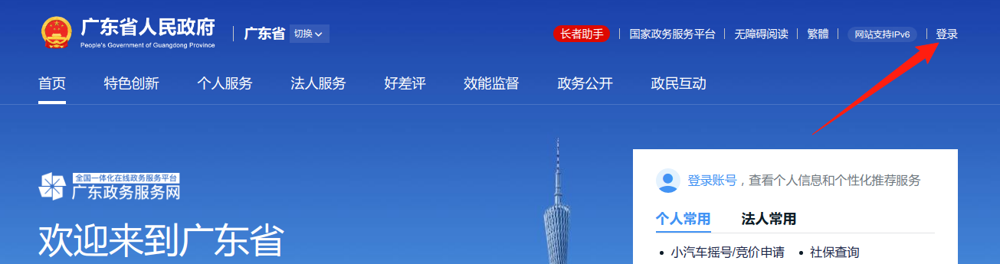 广东省人民政府
People's Government of Guangdong Province
广东省 切换
长者助手 国家政务服务平台 无障碍阅读 繁體 网站支持IPv6 登录
首页 特色创新 个人服务 法人服务 好差评 效能监督 政务公开 政民互动
全国一体化在线政务服务平台
广东政务服务网
欢迎来到广东省
登录账号，查看个人信息和个性化推荐服务
个人常用 法人常用
小汽车摇号/竞价申请 社保查询